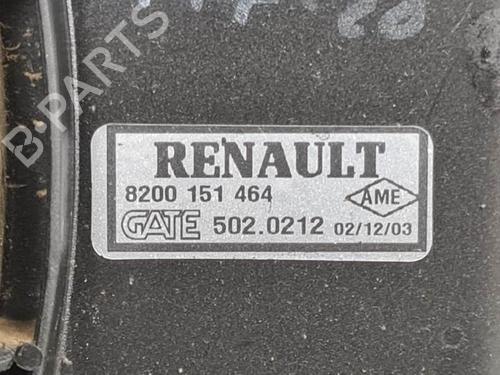 RENAULT
8200 151 464
AME
GATE 502.0212 02/12/03
B-PARTS